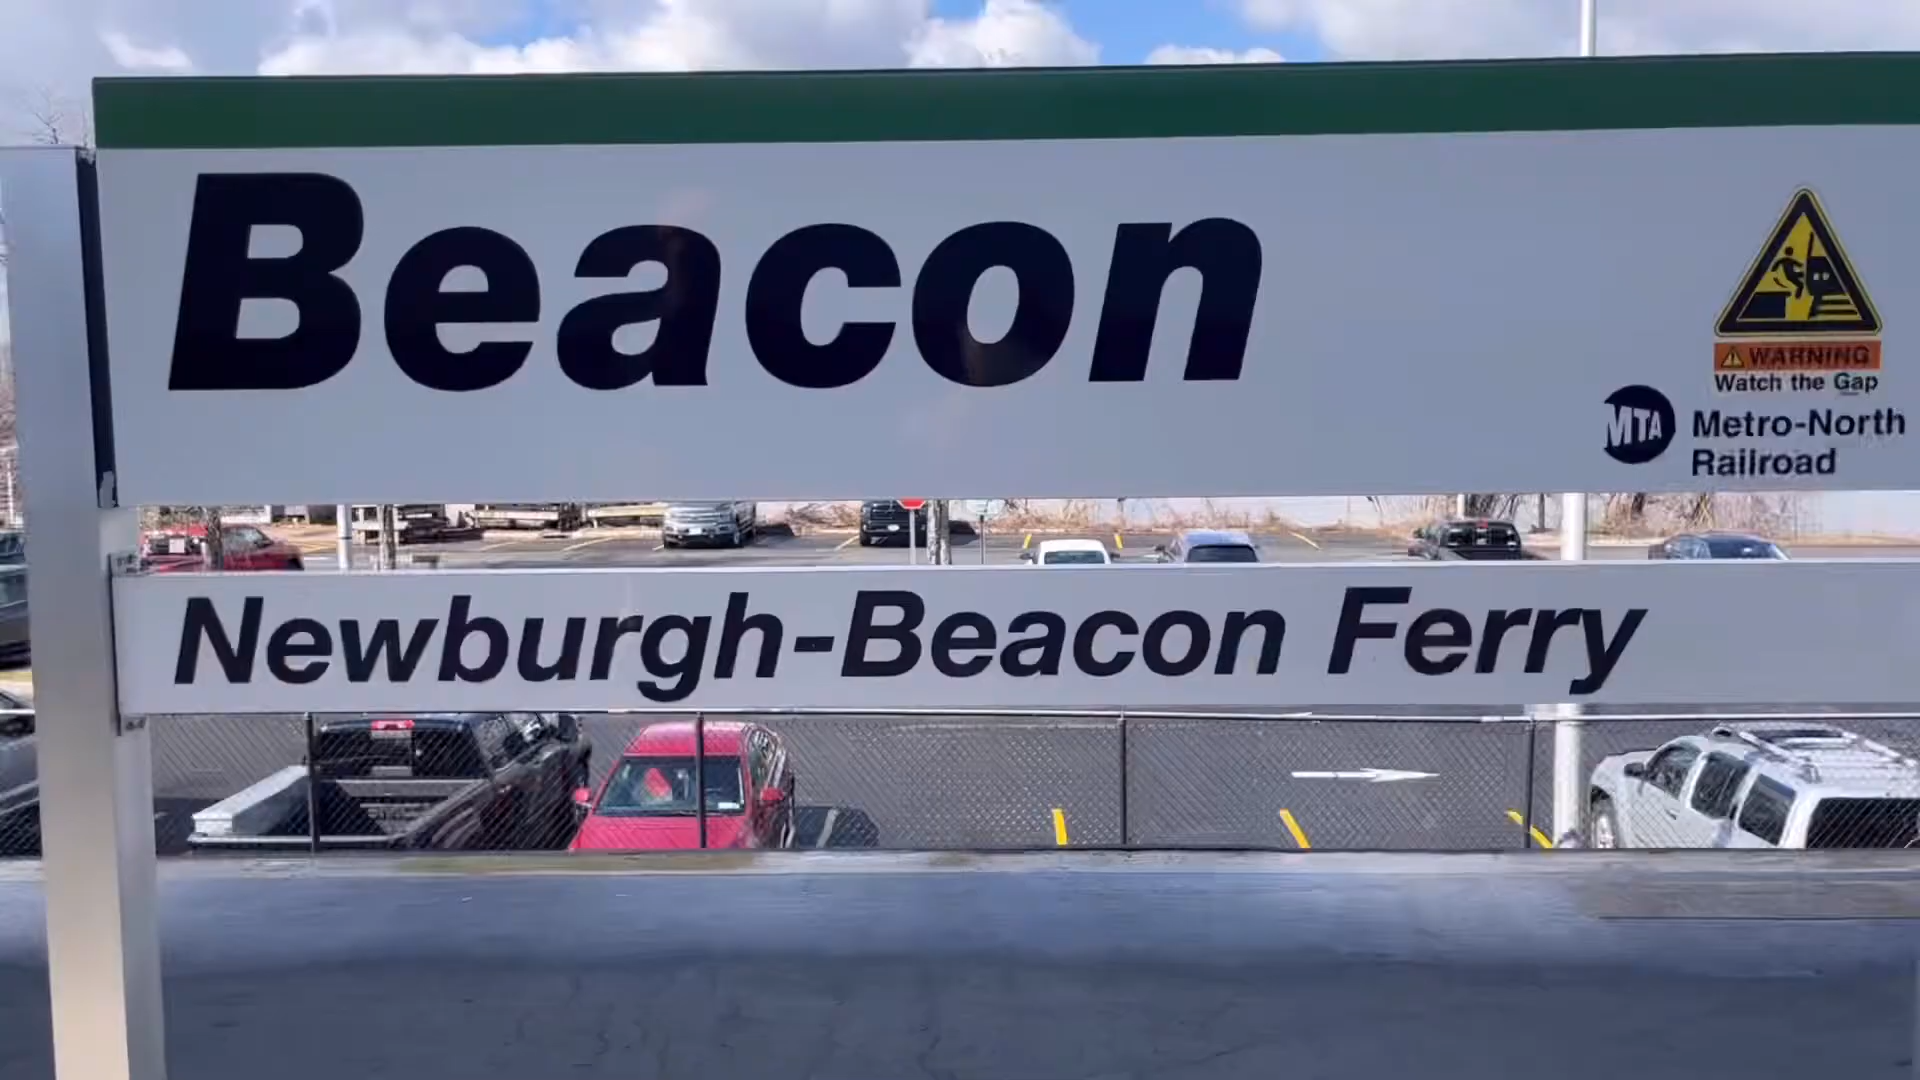 Beacon
WARNING
Watch the Gap
MTA Metro-North
Railroad
Newburgh-Beacon Ferry